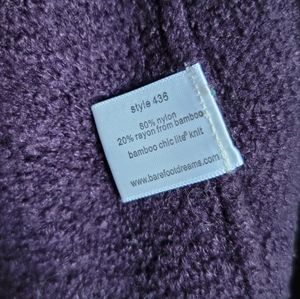 style 436
80% nylon
20% rayon from bamboo
bamboo chic lite® knit
www.barefootdreams.com